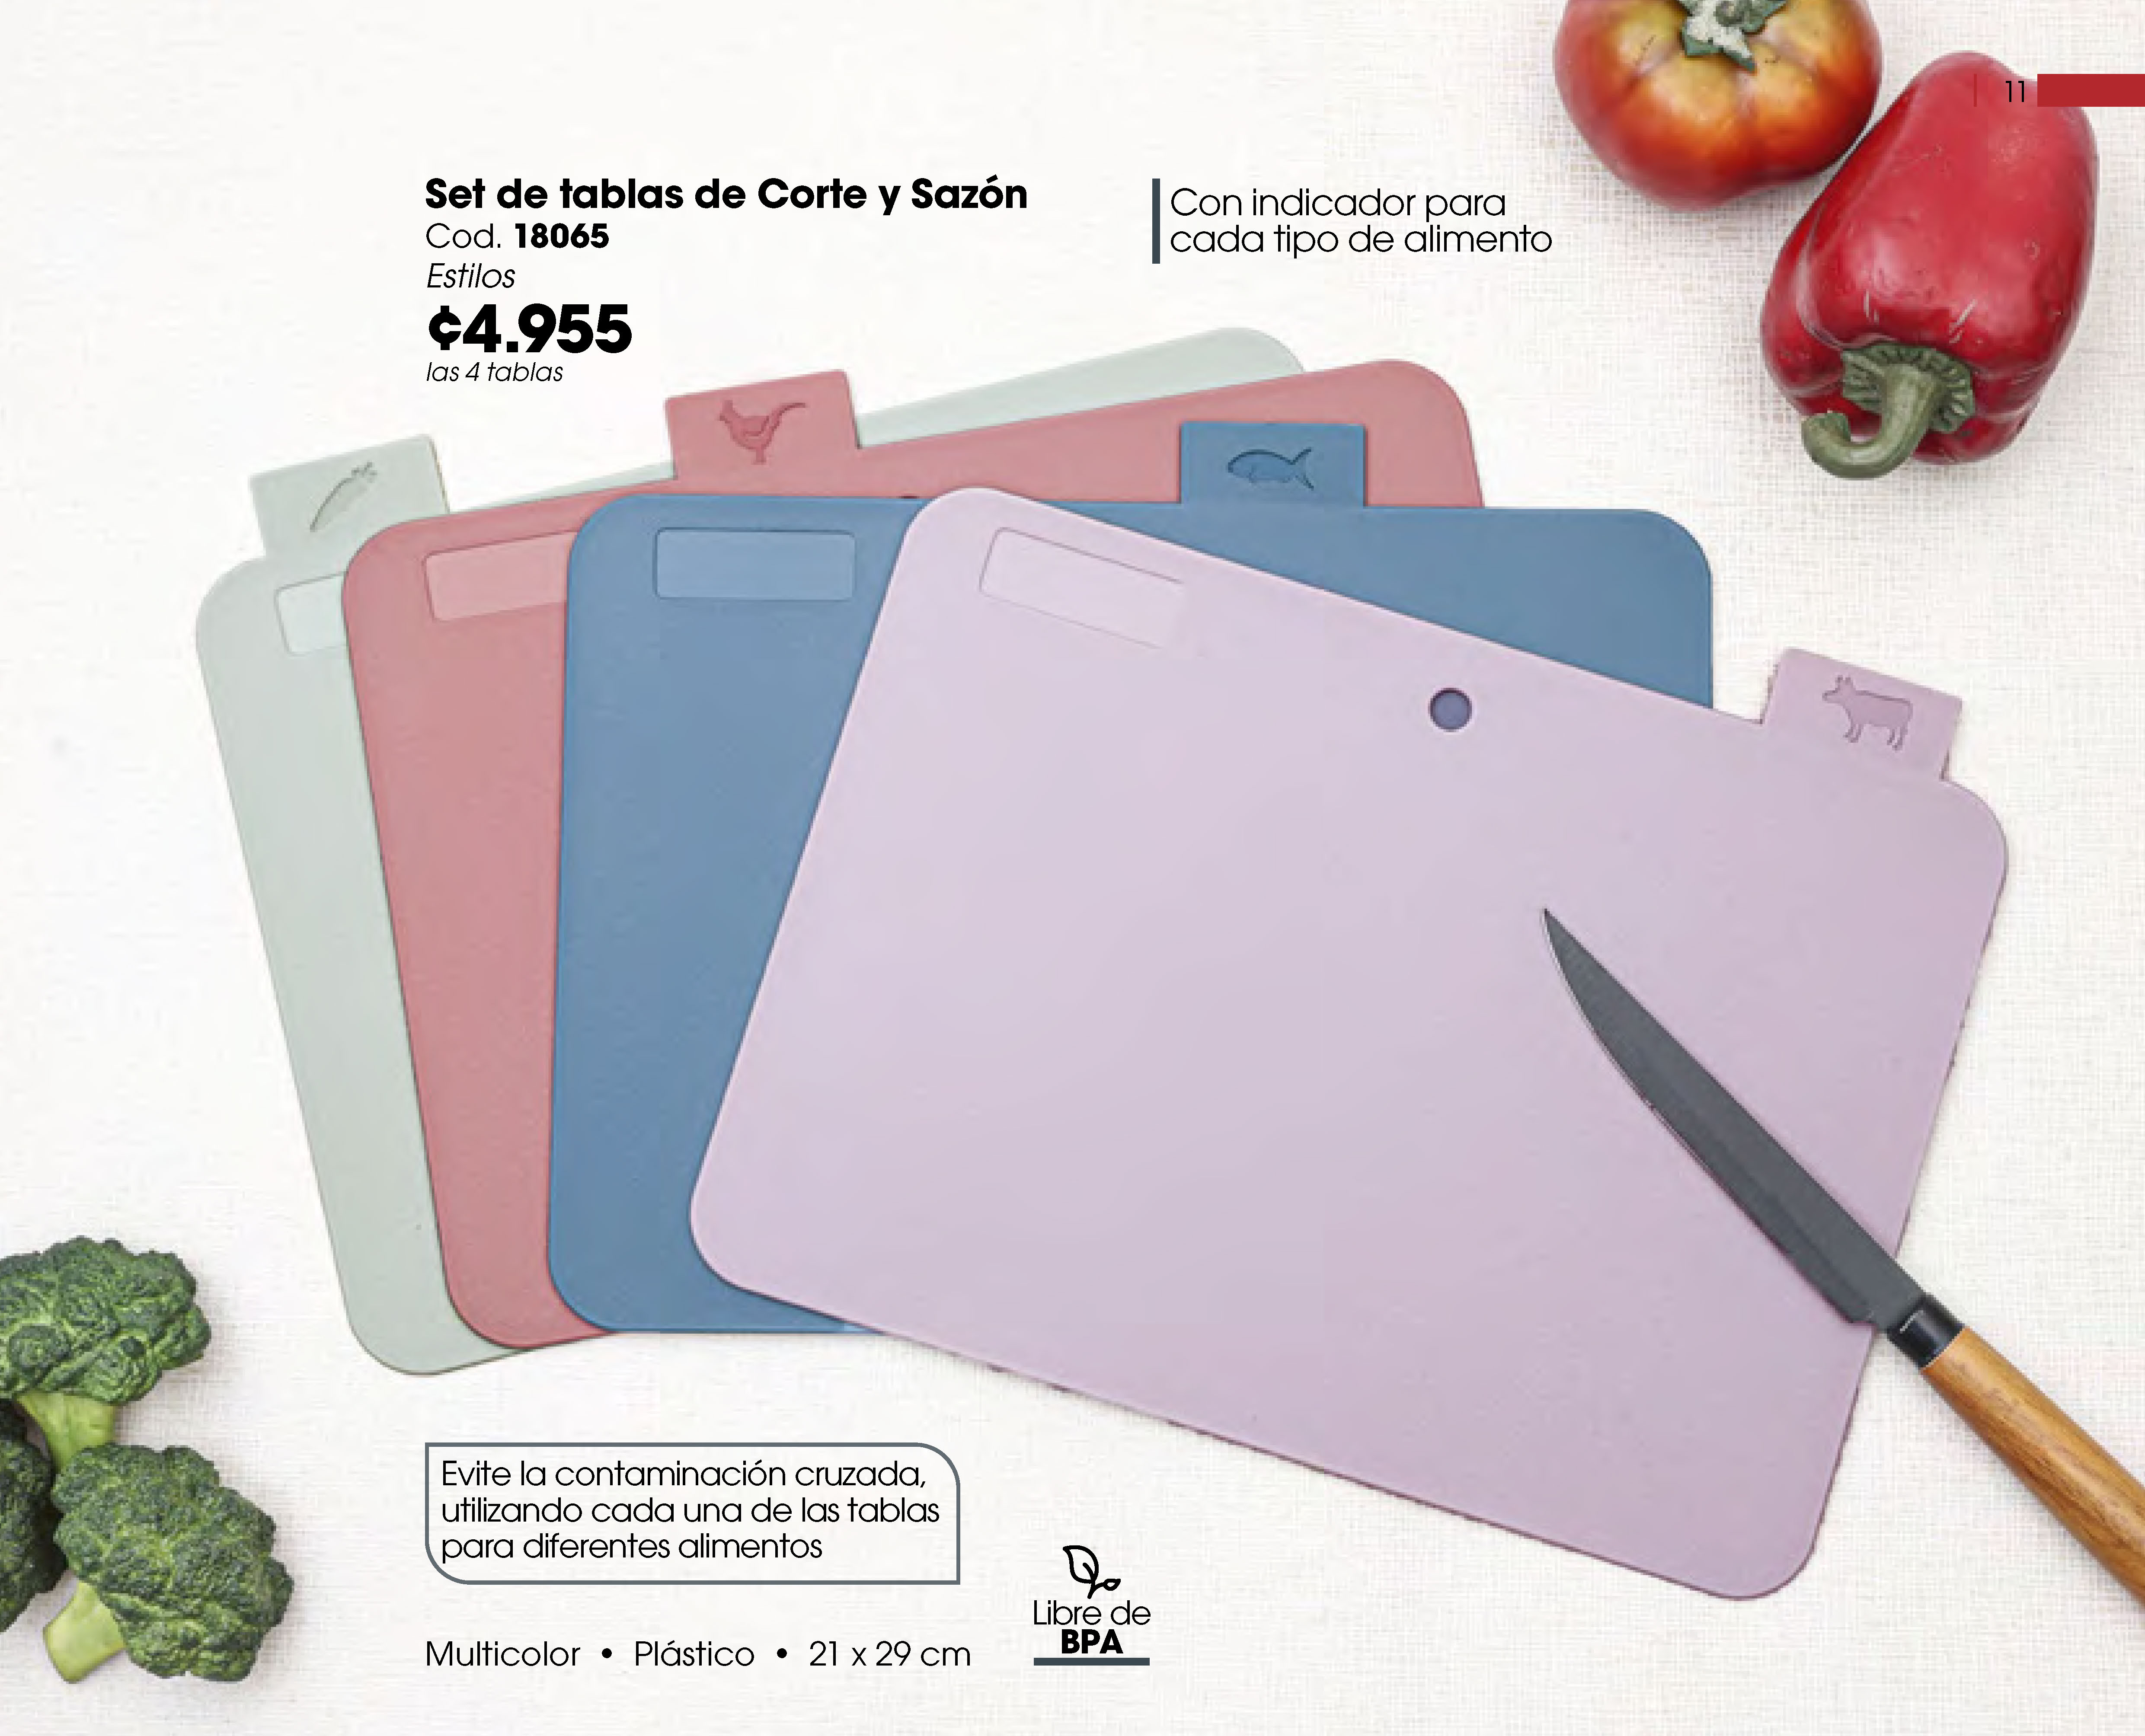 11
Set de tablas de Corte y Sazón
Cod. 18065
Estilos
¢4.955
las 4 tablas
Con indicador para
cada tipo de alimento
Evite la contaminación cruzada,
utilizando cada una de las tablas
para diferentes alimentos
Multicolor • Plástico • 21 x 29 cm
Libre de
BPA